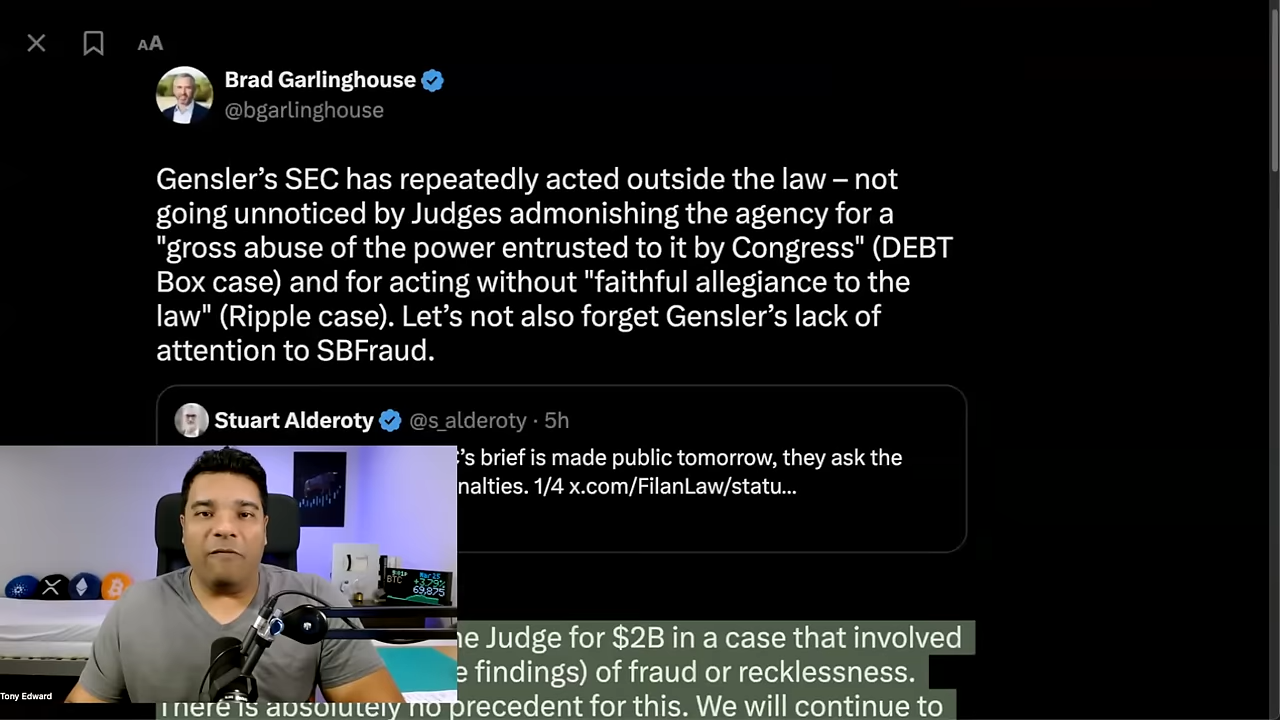 AA
Brad Garlinghouse
@bgarlinghouse
Gensler’s SEC has repeatedly acted outside the law – not
going unnoticed by Judges admonishing the agency for a
"gross abuse of the power entrusted to it by Congress" (DEBT
Box case) and for acting without "faithful allegiance to the
law" (Ripple case). Let’s not also forget Gensler’s lack of
attention to SBFraud.
Stuart Alderoty @s_alderoty · 5h
’s brief is made public tomorrow, they ask the
nalties. 1/4 x.com/FilanLaw/statu...
he Judge for $2B in a case that involved
e findings) of fraud or recklessness.
There is absolutely no precedent for this. We will continue to
BTC
+3.79%
69,875
Tony Edward